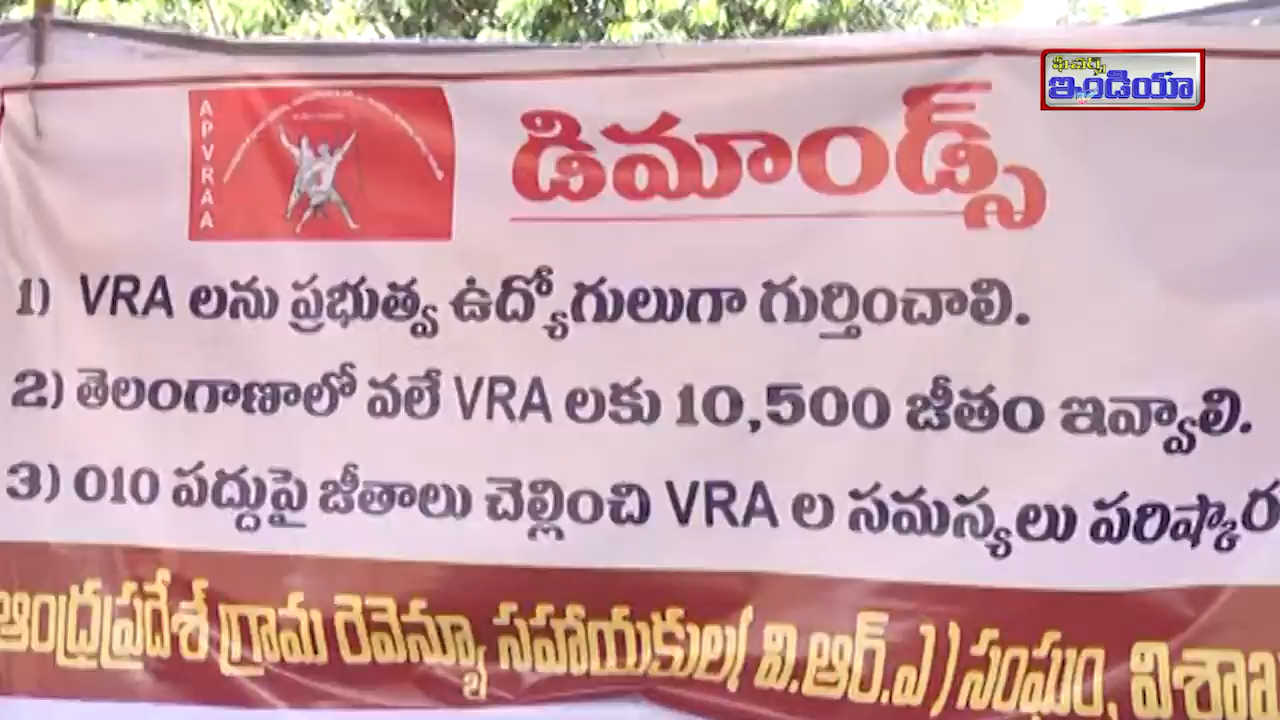 ఇండియా
APVRAA
డిమాండ్స్
1) VRA లను ప్రభుత్వ ఉద్యోగులుగా గుర్తించాలి.
2) తెలంగాణాలో వలే VRA లకు 10,500 జీతం ఇవ్వాలి.
3) 010 పద్దుపై జీతాలు చెల్లించి VRA ల సమస్యలు పరిష్కార
ఆంధ్రప్రదేశ్ గ్రామ రెవెన్యూ సహాయకుల( వి.ఆర్.ఎ) సంఘం, విశాఖ